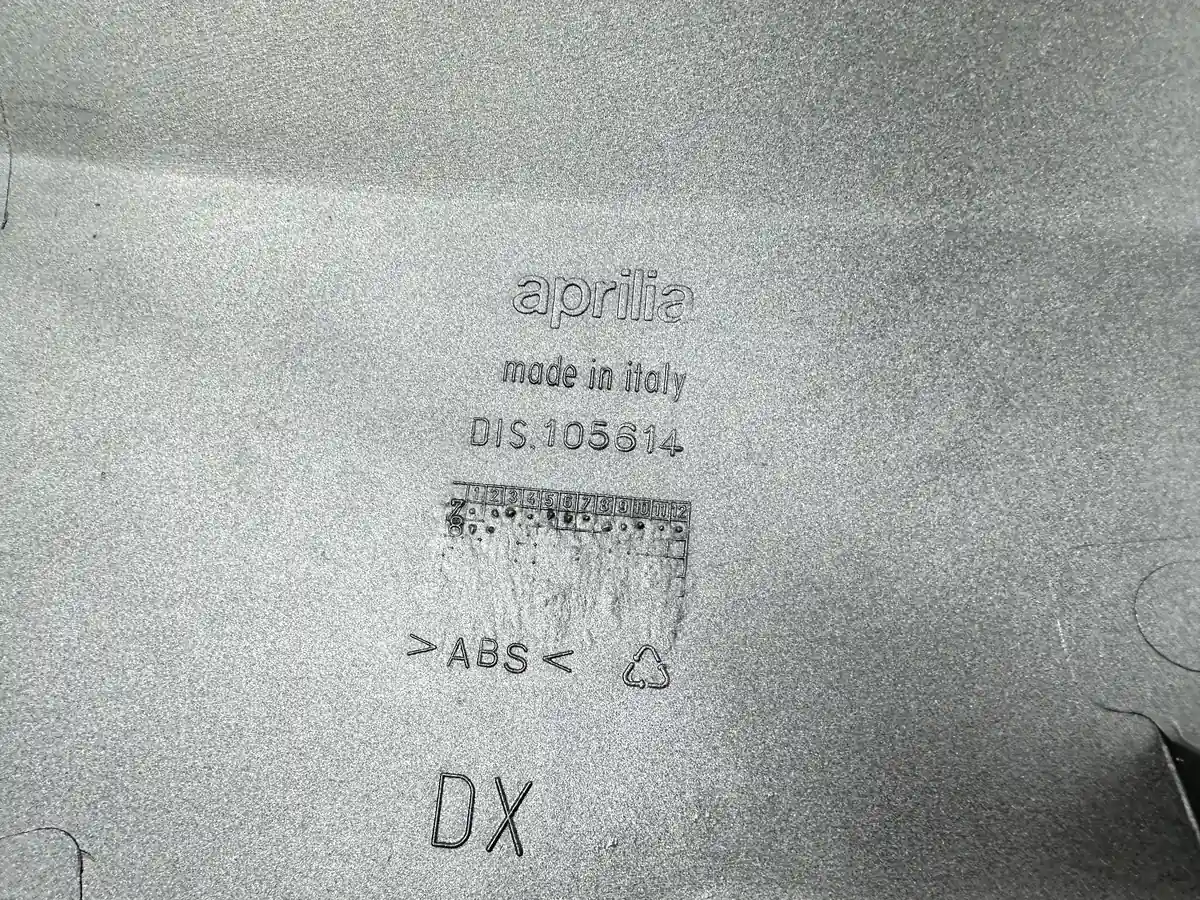 aprilia
made in italy
DIS.105614
1 2 3 4 5 6 7 8 9 10 11 12
> ABS <
DX